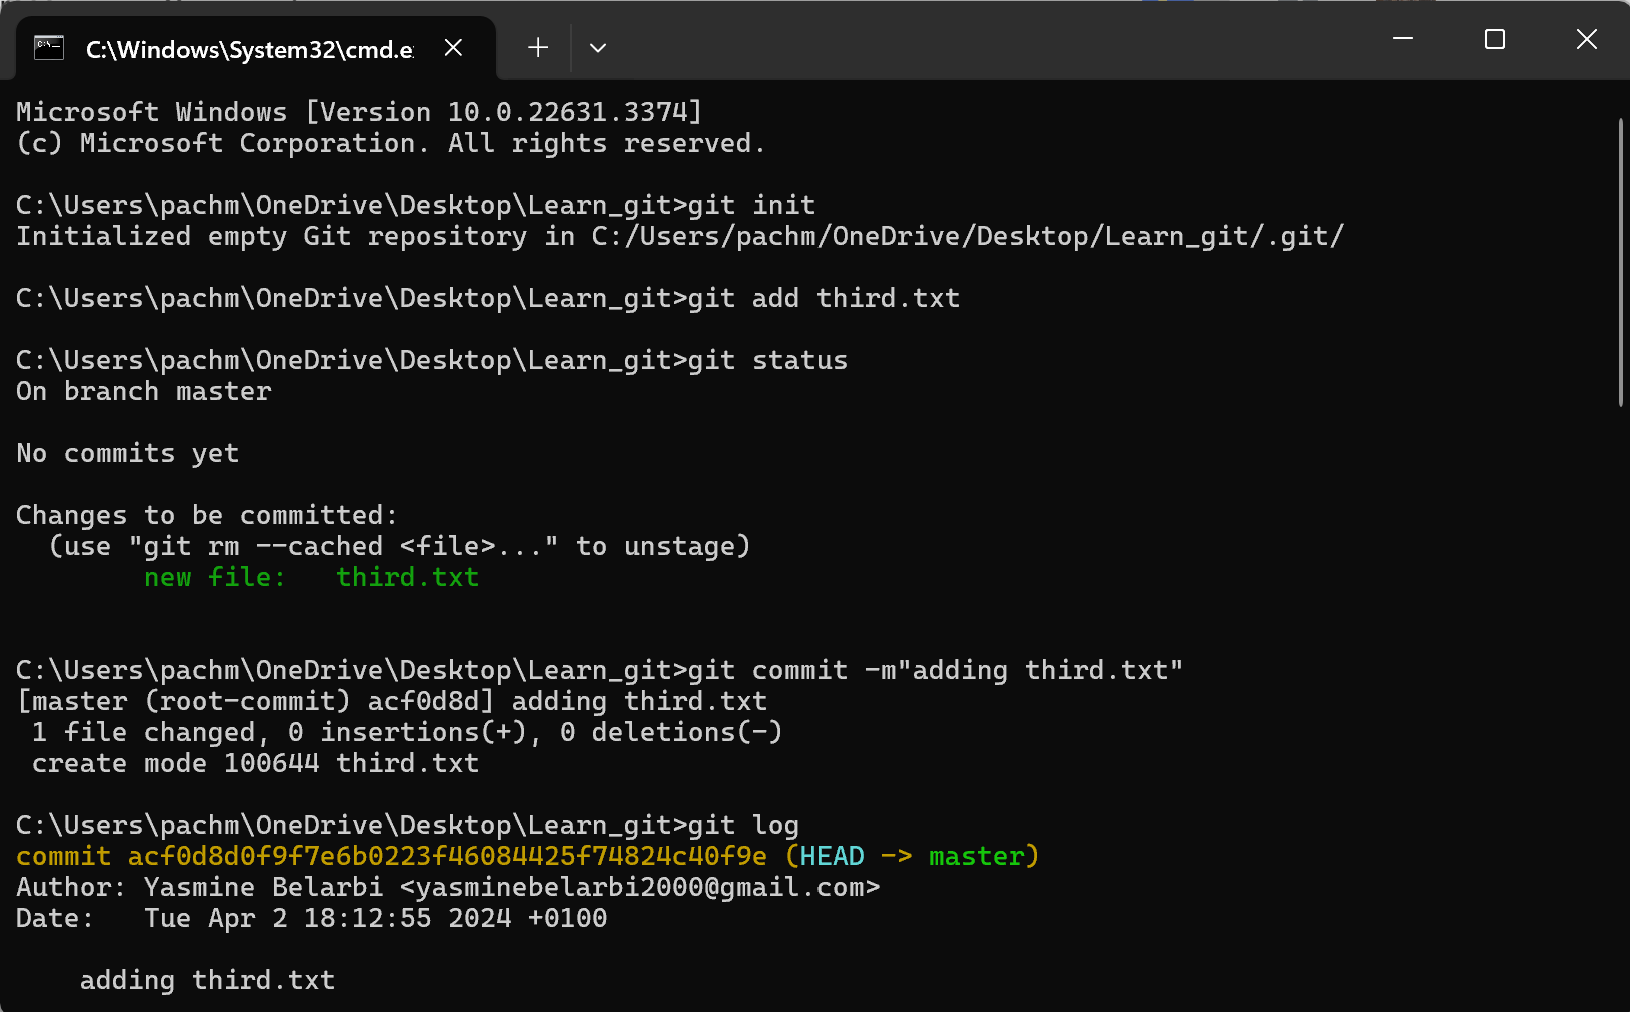 C:\Windows\System32\cmd.e
Microsoft Windows [Version 10.0.22631.3374]
(c) Microsoft Corporation. All rights reserved.
C:\Users\pachm\OneDrive\Desktop\Learn_git>git init
Initialized empty Git repository in C:/Users/pachm/OneDrive/Desktop/Learn_git/.git/
C:\Users\pachm\OneDrive\Desktop\Learn_git>git add third.txt
C:\Users\pachm\OneDrive\Desktop\Learn_git>git status
On branch master
No commits yet
Changes to be committed:
  (use "git rm --cached <file>..." to unstage)
        new file:   third.txt
C:\Users\pachm\OneDrive\Desktop\Learn_git>git commit -m"adding third.txt"
[master (root-commit) acf0d8d] adding third.txt
 1 file changed, 0 insertions(+), 0 deletions(-)
 create mode 100644 third.txt
C:\Users\pachm\OneDrive\Desktop\Learn_git>git log
commit acf0d8d0f9f7e6b0223f46084425f74824c40f9e (HEAD -> master)
Author: Yasmine Belarbi <yasminebelarbi2000@gmail.com>
Date:   Tue Apr 2 18:12:55 2024 +0100
    adding third.txt